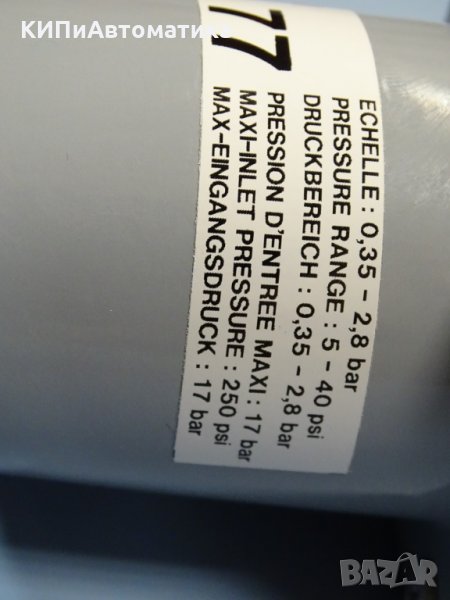 КИПиАвтоматика
77
ECHELLE : 0,35 - 2,8 bar
PRESSURE RANGE : 5 - 40 psi
DRUCKBEREICH : 0,35 - 2,8 bar
PRESSION D'ENTREE MAXI : 17 bar
MAXI-INLET PRESSURE : 250 psi
MAX-EINGANGSDRUCK : 17 bar
BAZAR